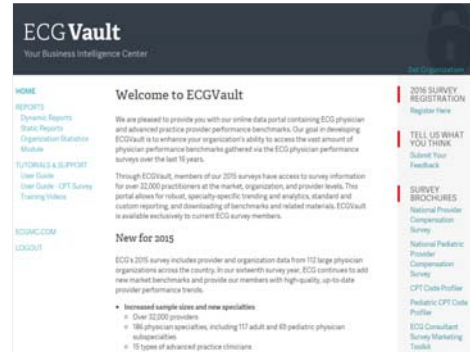 ECGVault
Your Business Intelligence Center
Set Organization
HOME
REPORTS
Dynamic Reports
Static Reports
Organization Statistics
Module
TUTORIALS & SUPPORT
User Guide
User Guide - CPT Survey
Training Videos
ECGMC.COM
LOGOUT
Welcome to ECGVault
We are pleased to provide you with our online data portal containing ECG physician
and advanced practice provider performance benchmarks. Our goal in developing
ECGVault is to enhance your organization's ability to access the vast amount of
physician performance benchmarks gathered via the ECG physician performance
surveys over the last 16 years.
Through ECGVault, members of our 2015 surveys have access to survey information
for over 32,000 practitioners at the market, organization, and provider levels. This
portal allows for robust, specialty-specific trending and analytics, standard and
custom reporting, and downloading of benchmarks and related materials. ECGVault
is available exclusively to current ECG survey members.
New for 2015
ECG's 2015 survey includes provider and organization data from 112 large physician
organizations across the country. In our sixteenth survey year, ECG continues to add
new market benchmarks and provide our members with high-quality, up-to-date
provider performance trends.
• Increased sample sizes and new specialties
Over 32,000 providers
186 physician specialties, including 117 adult and 69 pediatric physician
subspecialties
15 types of advanced practice clinicians
2016 SURVEY
REGISTRATION
Register Here
TELL US WHAT
YOU THINK
Submit Your
Feedback
SURVEY
BROCHURES
National Provider
Compensation
Survey
National Pediatric
Provider
Compensation
Survey
CPT Code Profiler
Pediatric CPT Code
Profiler
ECG Consultant
Survey Marketing
Toolkit